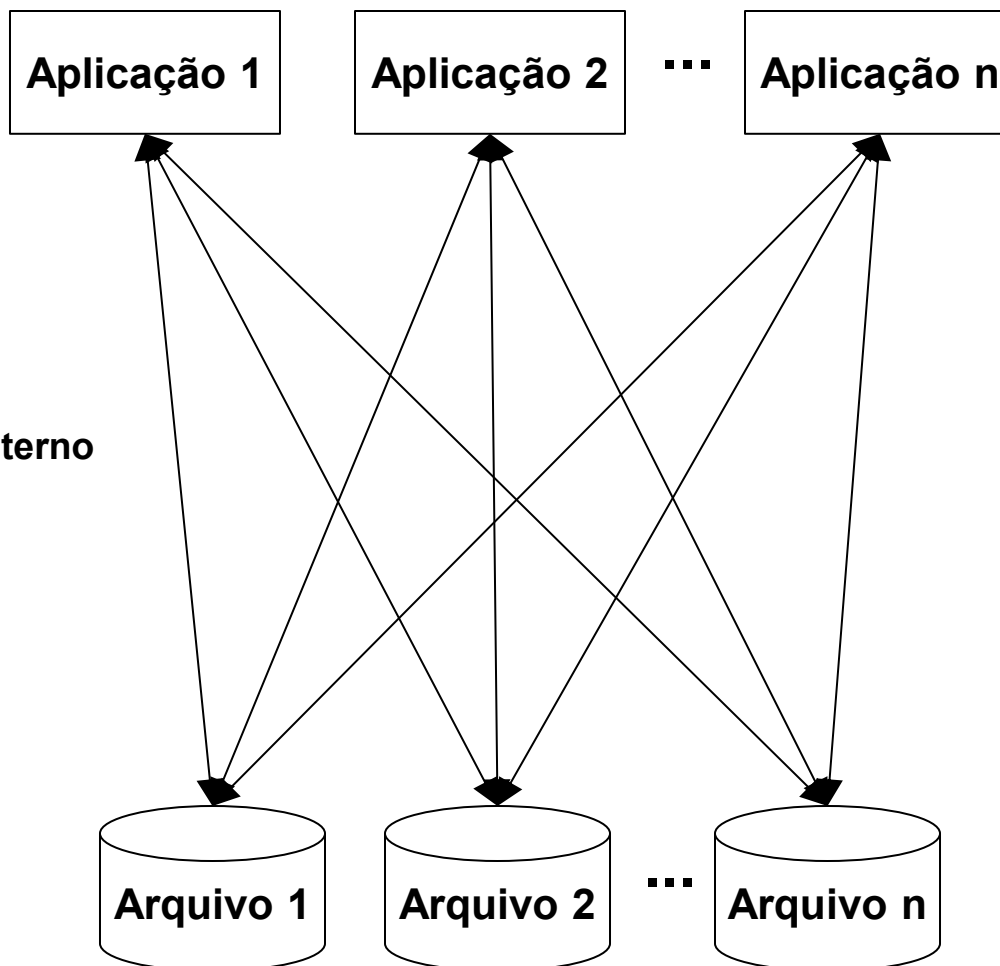 Aplicação 1
Aplicação 2
...
Aplicação n
terno
Arquivo 1
Arquivo 2
...
Arquivo n